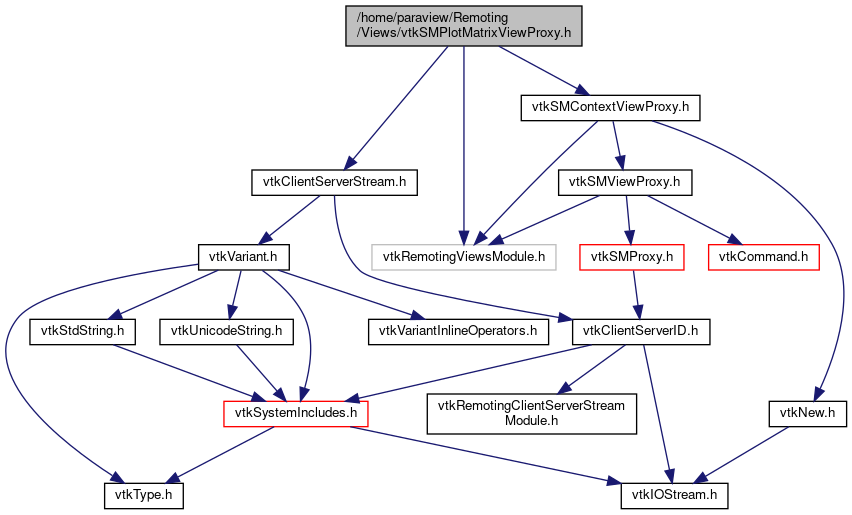 /home/paraview/Remoting
/Views/vtkSMPlotMatrixViewProxy.h
vtkSMContextViewProxy.h
vtkClientServerStream.h
vtkSMViewProxy.h
vtkVariant.h
vtkRemotingViewsModule.h
vtkSMProxy.h
vtkCommand.h
vtkStdString.h
vtkUnicodeString.h
vtkVariantInlineOperators.h
vtkClientServerID.h
vtkSystemIncludes.h
vtkRemotingClientServerStream
Module.h
vtkNew.h
vtkType.h
vtkIOStream.h